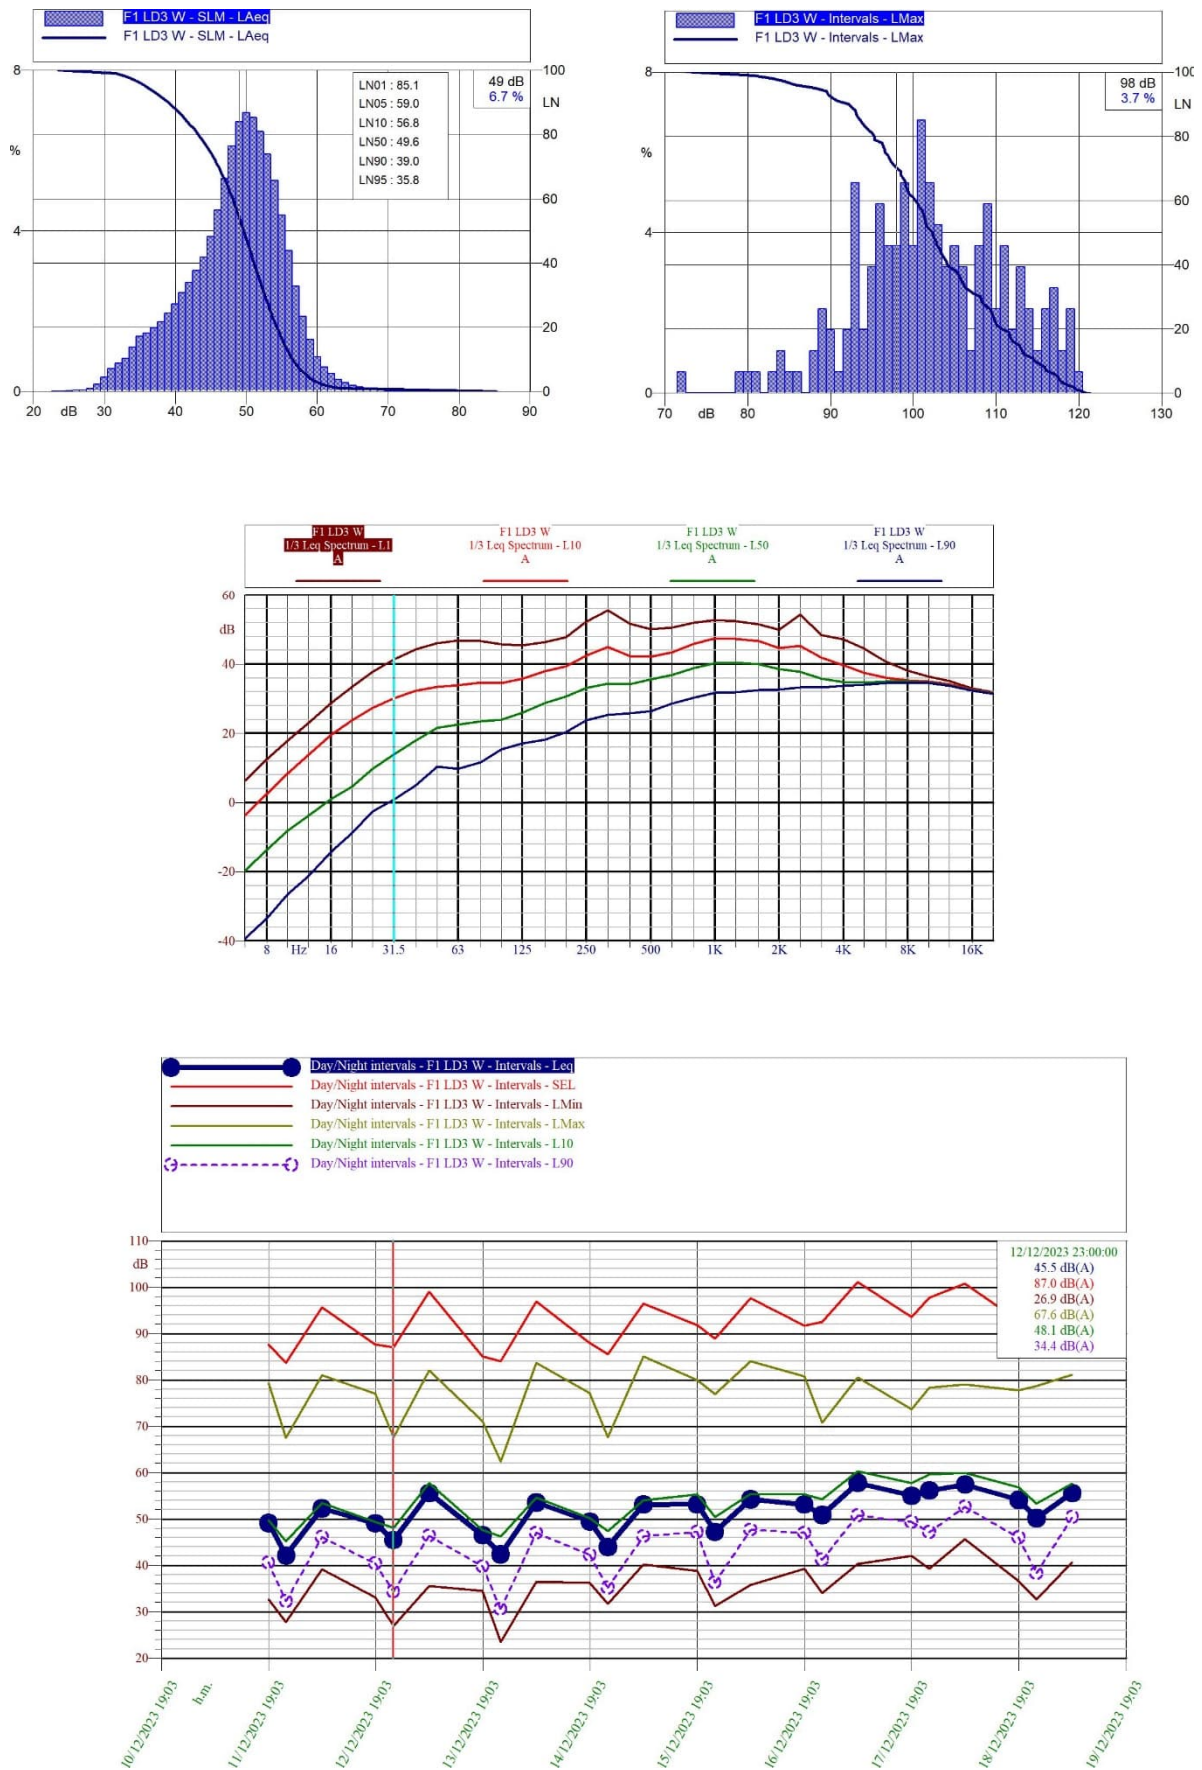 F1 LD3 W - SLM - LAeq
F1 LD3 W - SLM - LAeq
8
4
0
%
LN01 : 85.1
LN05 : 59.0
LN10 : 56.8
LN50 : 49.6
LN90 : 39.0
LN95 : 35.8
49 dB
6.7 %
100
LN
80
60
40
20
0
20 dB 30 40 50 60 70 80 90
F1 LD3 W - Intervals - LMax
F1 LD3 W - Intervals - LMax
8
%
4
0
98 dB
3.7 %
100
LN
80
60
40
20
0
70 dB 80 90 100 110 120 130
F1 LD3 W
1/3 Leq Spectrum - L1
A
F1 LD3 W
1/3 Leq Spectrum - L10
A
F1 LD3 W
1/3 Leq Spectrum - L50
A
F1 LD3 W
1/3 Leq Spectrum - L90
A
60
dB
40
20
0
-20
-40
8 Hz 16 31.5 63 125 250 500 1K 2K 4K 8K 16K
Day/Night intervals - F1 LD3 W - Intervals - Leq
Day/Night intervals - F1 LD3 W - Intervals - SEL
Day/Night intervals - F1 LD3 W - Intervals - LMin
Day/Night intervals - F1 LD3 W - Intervals - LMax
Day/Night intervals - F1 LD3 W - Intervals - L10
Day/Night intervals - F1 LD3 W - Intervals - L90
110
dB
100
90
80
70
60
50
40
30
20
12/12/2023 23:00:00
45.5 dB(A)
87.0 dB(A)
26.9 dB(A)
67.6 dB(A)
48.1 dB(A)
34.4 dB(A)
10/12/2023 19:03
h.m.
11/12/2023 19:03
12/12/2023 19:03
13/12/2023 19:03
14/12/2023 19:03
15/12/2023 19:03
16/12/2023 19:03
17/12/2023 19:03
18/12/2023 19:03
19/12/2023 19:03